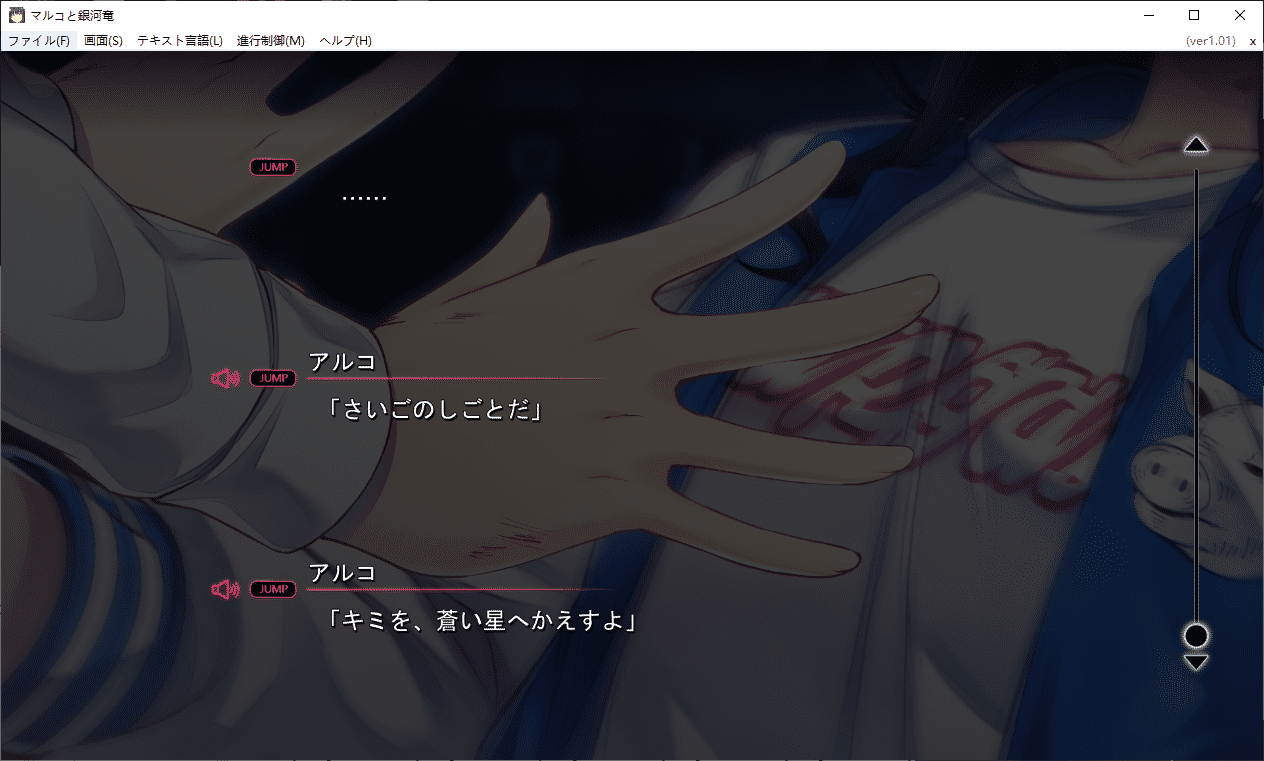 マルコと銀河竜
ファイル(F) 画面(S) テキスト言語(L) 進行制御(M) ヘルプ(H) (ver1.01) x
JUMP
……
アルコ
JUMP
「さいごのしごとだ」
アルコ
JUMP
「キミを、蒼い星へかえすよ」